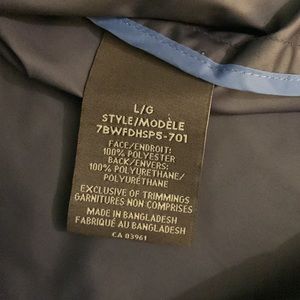 L/G
STYLE/MODÈLE
7BWFDHSP5-701
FACE/ENDROIT:
100% POLYESTER
BACK/ENVERS:
100% POLYURETHANE/
POLYURÉTHANE
EXCLUSIVE OF TRIMMINGS
GARNITURES NON COMPRISES
MADE IN BANGLADESH
FABRIQUÉ AU BANGLADESH
CA 03961